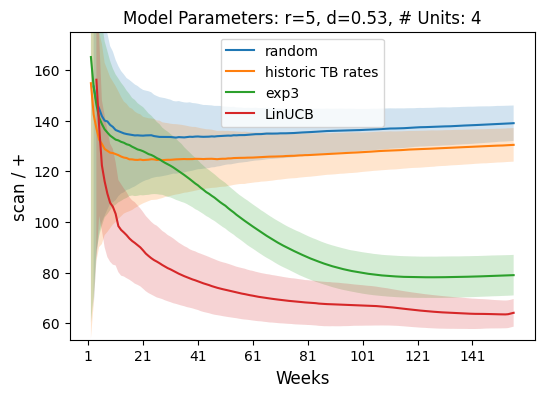 Model Parameters: r=5, d=0.53, # Units: 4
random
historic TB rates
exp3
LinUCB
scan / +
160
140
120
100
80
60
1 21 41 61 81 101 121 141
Weeks